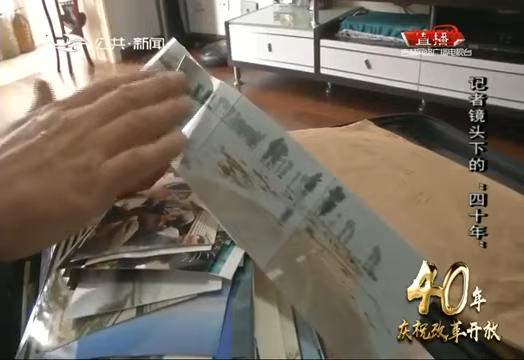 公共·新闻
直播
记者镜头下的"四十年"
40年
庆祝改革开放